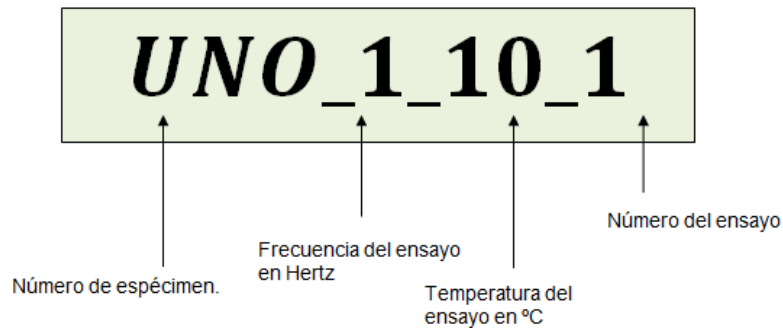 UNO_1_10_1
Número del ensayo
Frecuencia del ensayo
en Hertz
Número de espécimen.
Temperatura del
ensayo en ºC